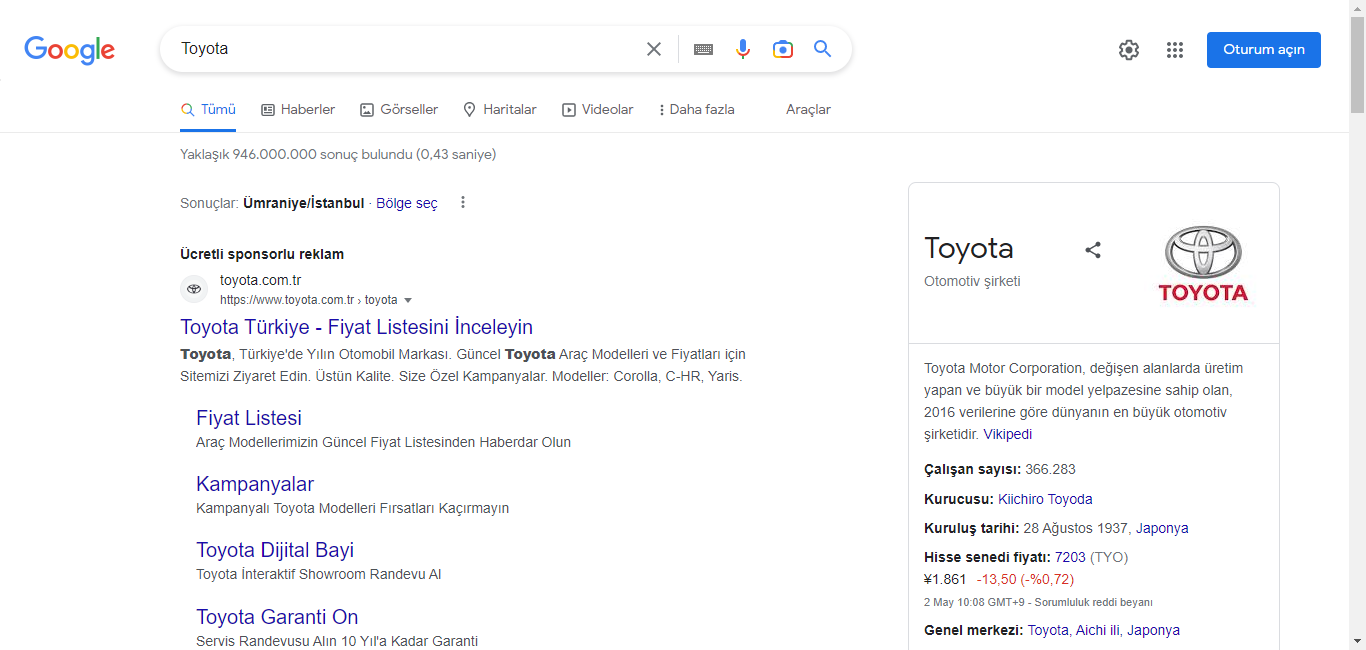 Google
Toyota
Oturum açın
Tümü
Haberler
Görseller
Haritalar
Videolar
Daha fazla
Araçlar
Yaklaşık 946.000.000 sonuç bulundu (0,43 saniye)
Sonuçlar: Ümraniye/İstanbul · Bölge seç
Ücretli sponsorlu reklam
toyota.com.tr
https://www.toyota.com.tr › toyota
Toyota Türkiye - Fiyat Listesini İnceleyin
Toyota, Türkiye'de Yılın Otomobil Markası. Güncel Toyota Araç Modelleri ve Fiyatları için
Sitemizi Ziyaret Edin. Üstün Kalite. Size Özel Kampanyalar. Modeller: Corolla, C-HR, Yaris.
Fiyat Listesi
Araç Modellerimizin Güncel Fiyat Listesinden Haberdar Olun
Kampanyalar
Kampanyalı Toyota Modelleri Fırsatları Kaçırmayın
Toyota Dijital Bayi
Toyota İnteraktif Showroom Randevu Al
Toyota Garanti On
Servis Randevusu Alın 10 Yıl'a Kadar Garanti
Toyota
Otomotiv şirketi
TOYOTA
Toyota Motor Corporation, değişen alanlarda üretim
yapan ve büyük bir model yelpazesine sahip olan,
2016 verilerine göre dünyanın en büyük otomotiv
şirketidir. Vikipedi
Çalışan sayısı: 366.283
Kurucusu: Kiichiro Toyoda
Kuruluş tarihi: 28 Ağustos 1937, Japonya
Hisse senedi fiyatı: 7203 (TYO)
¥1.861 -13,50 (-%0,72)
2 May 10:08 GMT+9 - Sorumluluk reddi beyanı
Genel merkezi: Toyota, Aichi ili, Japonya